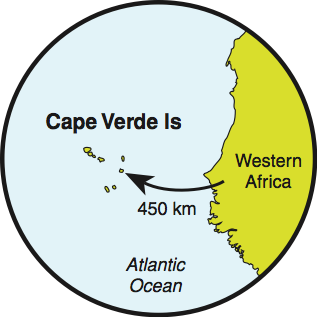 Cape Verde Is
Western
Africa
450 km
Atlantic
Ocean